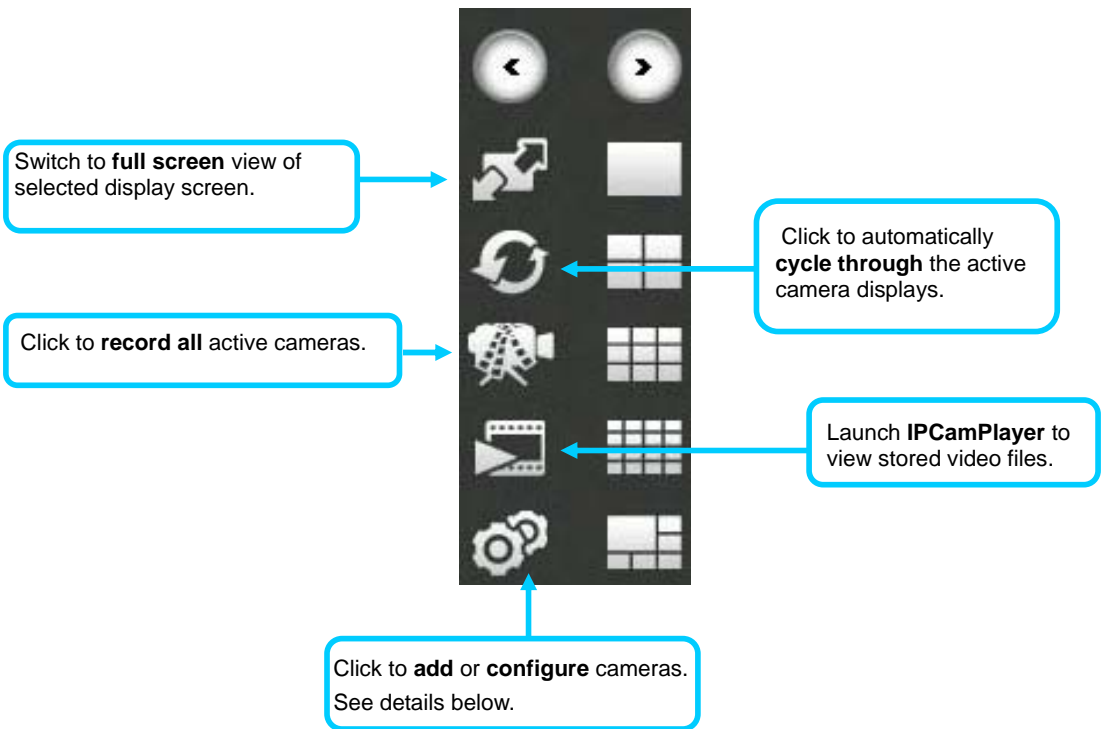 Switch to full screen view of
selected display screen.
Click to automatically
cycle through the active
camera displays.
Click to record all active cameras.
Launch IPCamPlayer to
view stored video files.
Click to add or configure cameras.
See details below.